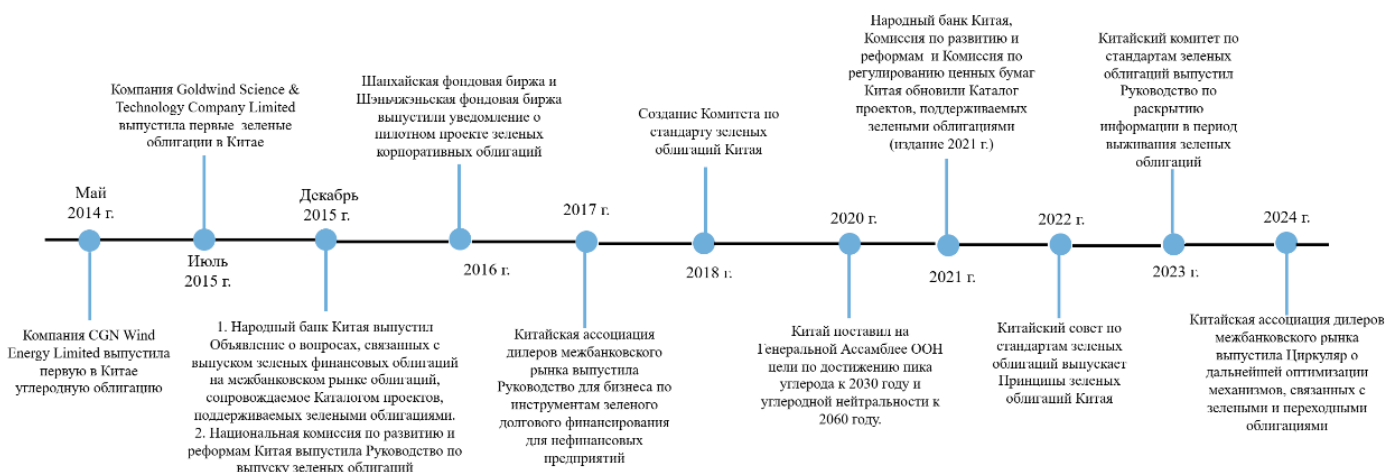 Май
2014 г.
Компания CGN Wind
Energy Limited выпустила
первую в Китае
углеродную облигацию
Компания Goldwind Science &
Technology Company Limited
выпустила первые зеленые
облигации в Китае
Июль
2015 г.
Декабрь
2015 г.
1. Народный банк Китая выпустил
Объявление о вопросах, связанных с
выпуском зеленых финансовых облигаций
на межбанковском рынке облигаций,
сопровождаемое Каталогом проектов,
поддерживаемых зелеными облигациями.
2. Национальная комиссия по развитию и
реформам Китая выпустила Руководство по
выпуску зеленых облигаций
Шанхайская фондовая биржа и
Шэньчжэньская фондовая биржа
выпустили уведомление о
пилотном проекте зеленых
корпоративных облигаций
2016 г.
2017 г.
Китайская ассоциация
дилеров межбанковского
рынка выпустила
Руководство для бизнеса по
инструментам зеленого
долгового финансирования
для нефинансовых
предприятий
Создание Комитета по
стандарту зеленых
облигаций Китая
2018 г.
2020 г.
Китай поставил на
Генеральной Ассамблее ООН
цели по достижению пика
углерода к 2030 году и
углеродной нейтральности к
2060 году.
Народный банк Китая,
Комиссия по развитию и
реформам и Комиссия по
регулированию ценных бумаг
Китая обновили Каталог
проектов, поддерживаемых
зелеными облигациями
(издание 2021 г.)
2021 г.
2022 г.
Китайский совет по
стандартам зеленых
облигаций выпускает
Принципы зеленых
облигаций Китая
Китайский комитет по
стандартам зеленых
облигаций выпустил
Руководство по
раскрытию
информации в период
выживания зеленых
облигаций
2023 г.
2024 г.
Китайская ассоциация дилеров
межбанковского рынка
выпустила Циркуляр о
дальнейшей оптимизации
механизмов, связанных с
зелеными и переходными
облигациями